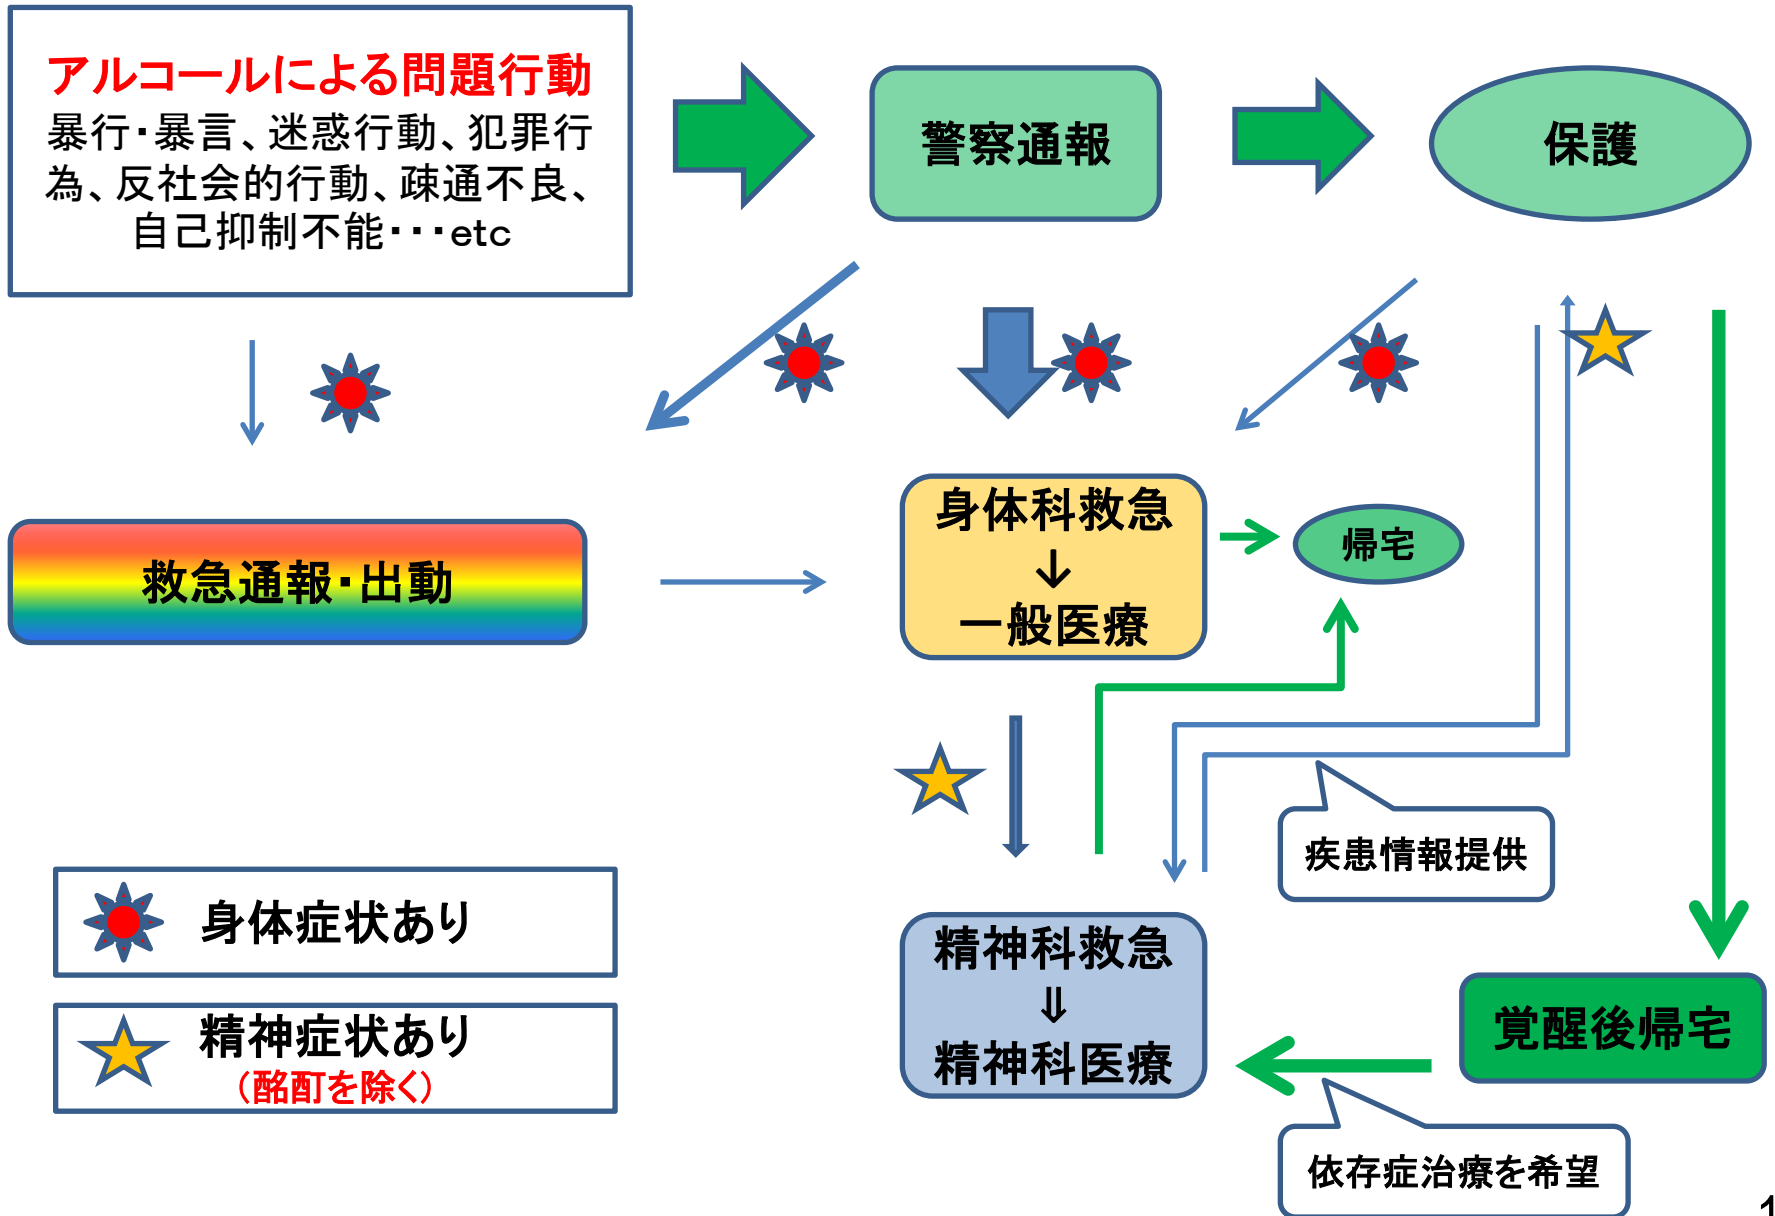 アルコールによる問題行動
暴行・暴言、迷惑行動、犯罪行
為、反社会的行動、疎通不良、
自己抑制不能・・・etc
警察通報
保護
救急通報・出動
身体科救急
↓
一般医療
帰宅
疾患情報提供
身体症状あり
精神症状あり
（酩酊を除く）
精神科救急
⇓
精神科医療
覚醒後帰宅
依存症治療を希望
1